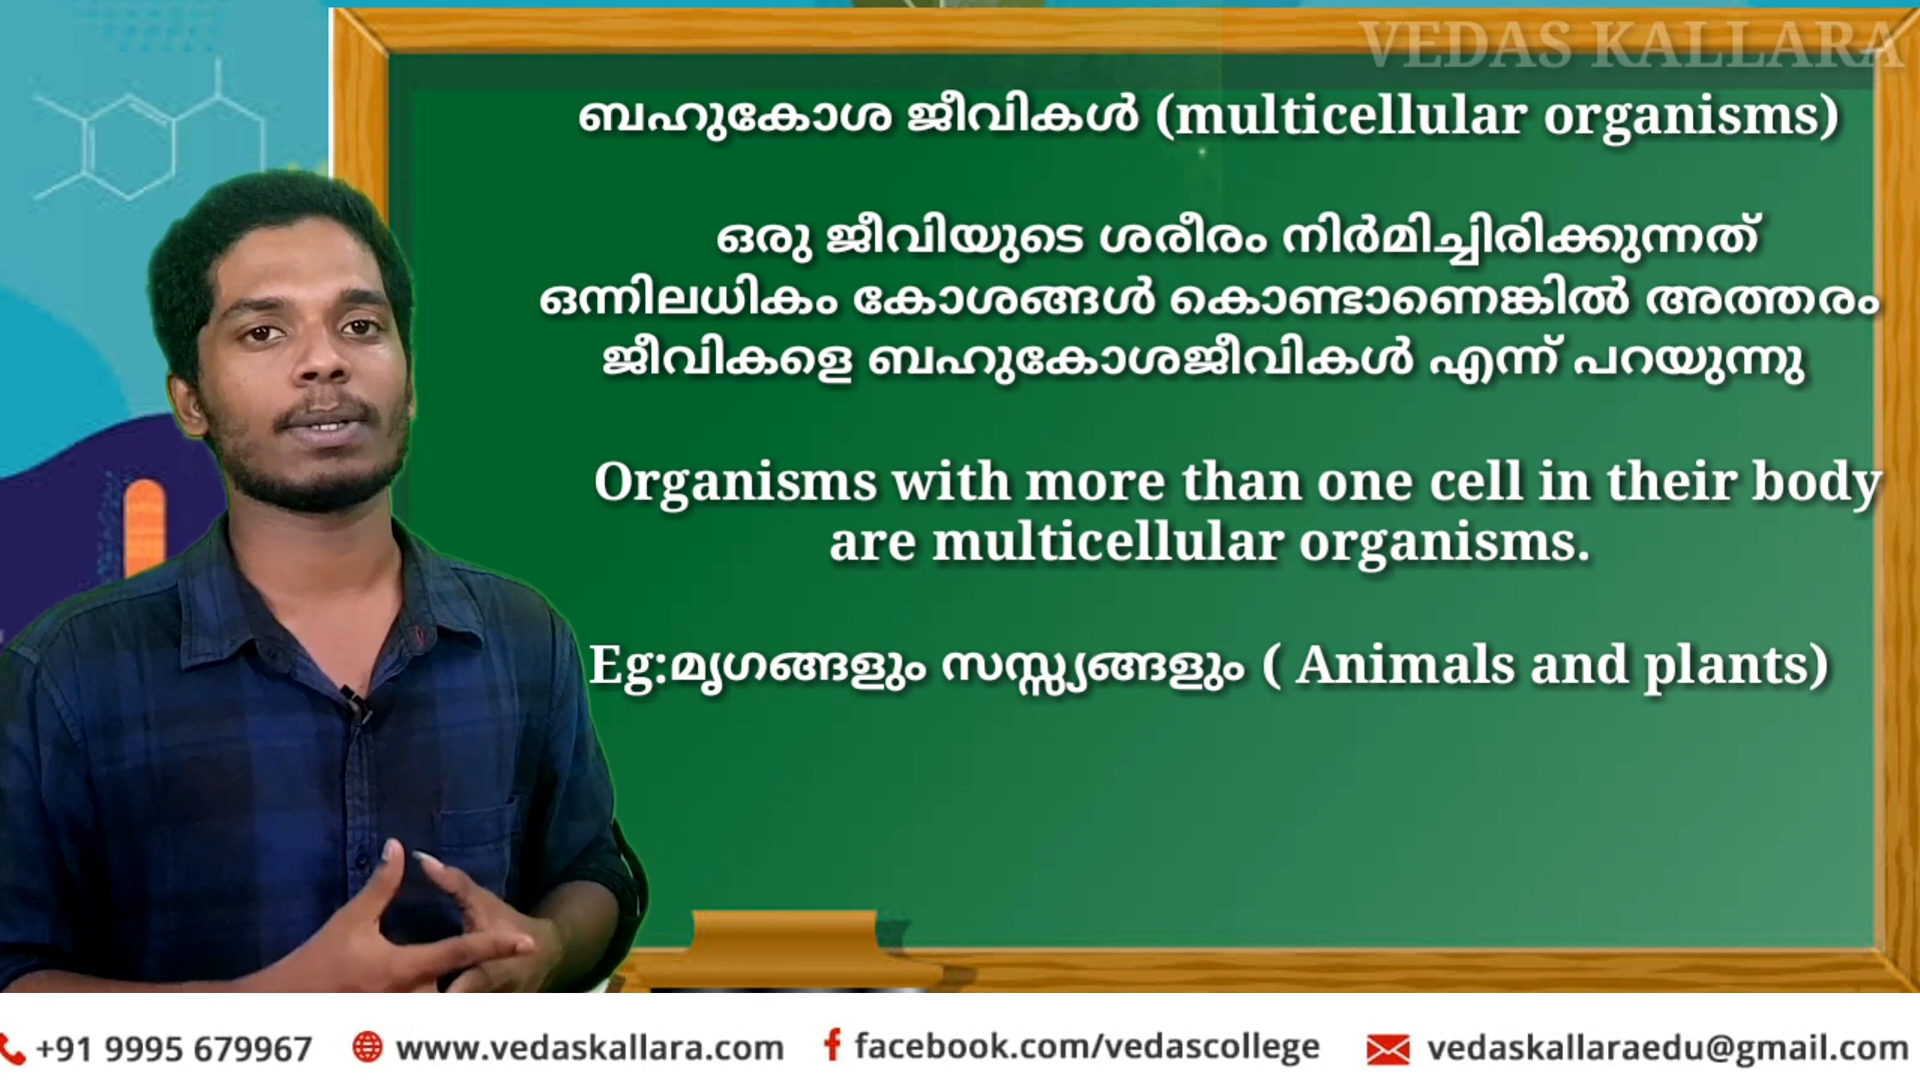 VEDAS KALLARA
ബഹുകോശ ജീവികൾ (multicellular organisms)
ഒരു ജീവിയുടെ ശരീരം നിർമിച്ചിരിക്കുന്നത്
ഒന്നിലധികം കോശങ്ങൾ കൊണ്ടാണെങ്കിൽ അത്തരം
ജീവികളെ ബഹുകോശജീവികൾ എന്ന് പറയുന്നു
Organisms with more than one cell in their body
are multicellular organisms.
Eg:മൃഗങ്ങളും സസ്സ്യങ്ങളും ( Animals and plants)
+91 9995 679967 www.vedaskallara.com facebook.com/vedascollege vedaskallaraedu@gmail.com